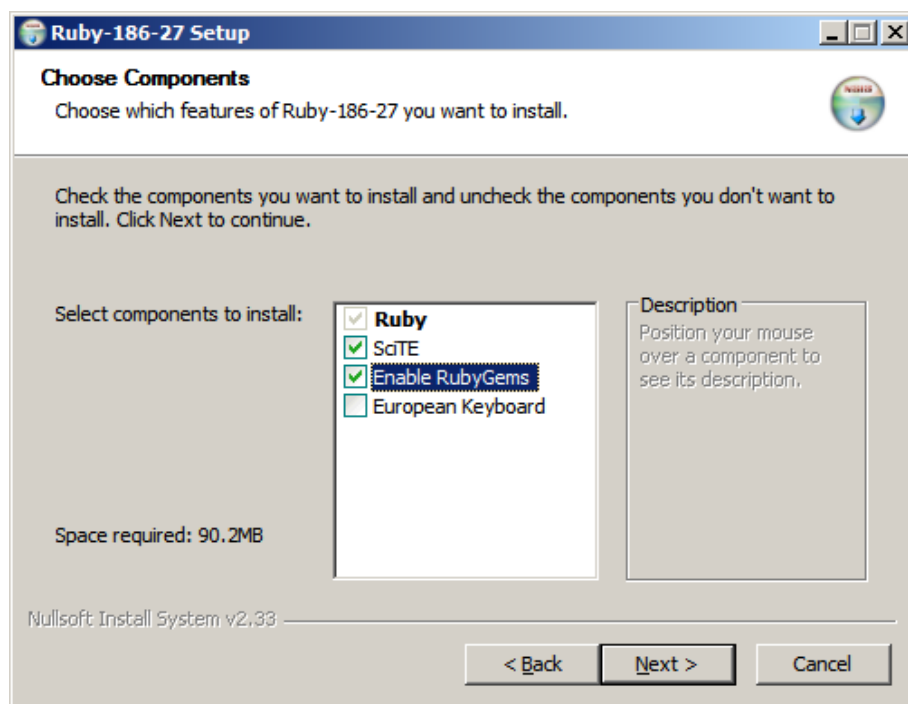 Ruby-186-27 Setup
Choose Components
Choose which features of Ruby-186-27 you want to install.
Check the components you want to install and uncheck the components you don't want to
install. Click Next to continue.
Select components to install:
Ruby
SciTE
Enable RubyGems
European Keyboard
Description
Position your mouse
over a component to
see its description.
Space required: 90.2MB
Nullsoft Install System v2.33
< Back
Next >
Cancel